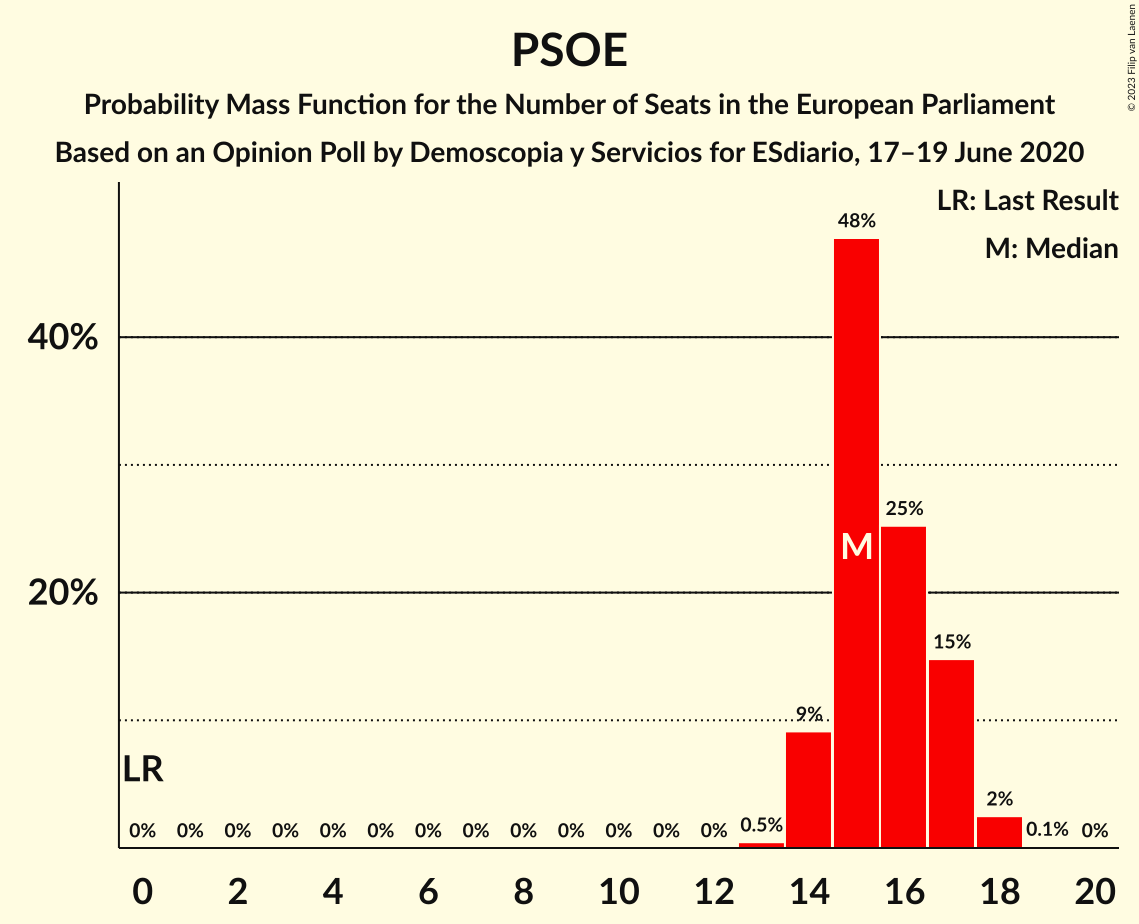 PSOE
Probability Mass Function for the Number of Seats in the European Parliament
Based on an Opinion Poll by Demoscopia y Servicios for ESdiario, 17–19 June 2020
© 2023 Filip van Laenen
LR: Last Result
M: Median
48%
40%
25%
M
20%
15%
9%
LR
0% 0% 0% 0% 0% 0% 0% 0% 0% 0% 0% 0% 0% 0.5% 2% 0.1% 0%
0 2 4 6 8 10 12 14 16 18 20